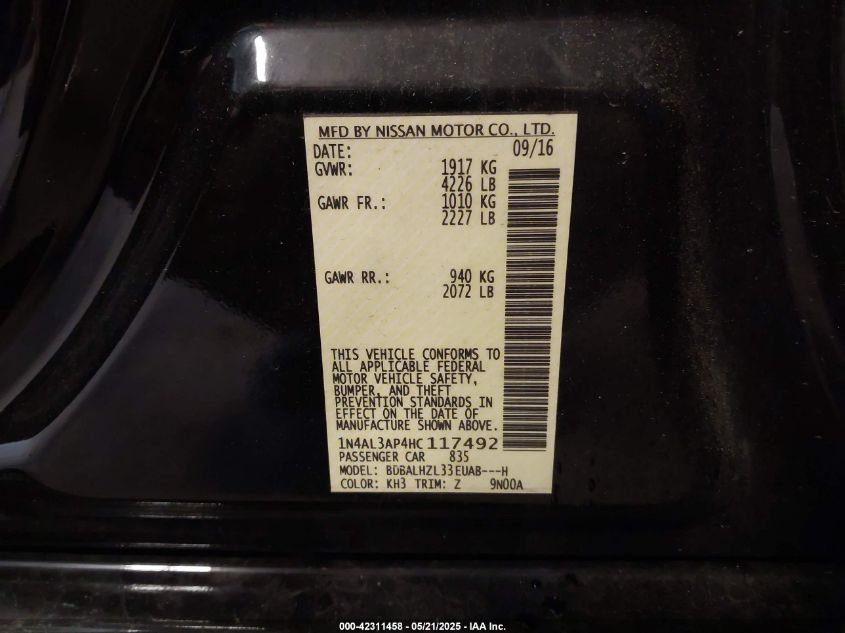 MFD BY NISSAN MOTOR CO., LTD.
DATE: 09/16
GVWR: 1917 KG
4226 LB
GAWR FR.: 1010 KG
2227 LB
GAWR RR.: 940 KG
2072 LB
THIS VEHICLE CONFORMS TO
ALL APPLICABLE FEDERAL
MOTOR VEHICLE SAFETY,
BUMPER, AND THEFT
PREVENTION STANDARDS IN
EFFECT ON THE DATE OF
MANUFACTURE SHOWN ABOVE.
1N4AL3AP4HC117492
PASSENGER CAR 835
MODEL: BDBALHZL33EUAB---H
COLOR: KH3 TRIM: Z 9N00A
000-42311458 - 05/21/2025 - IAA Inc.